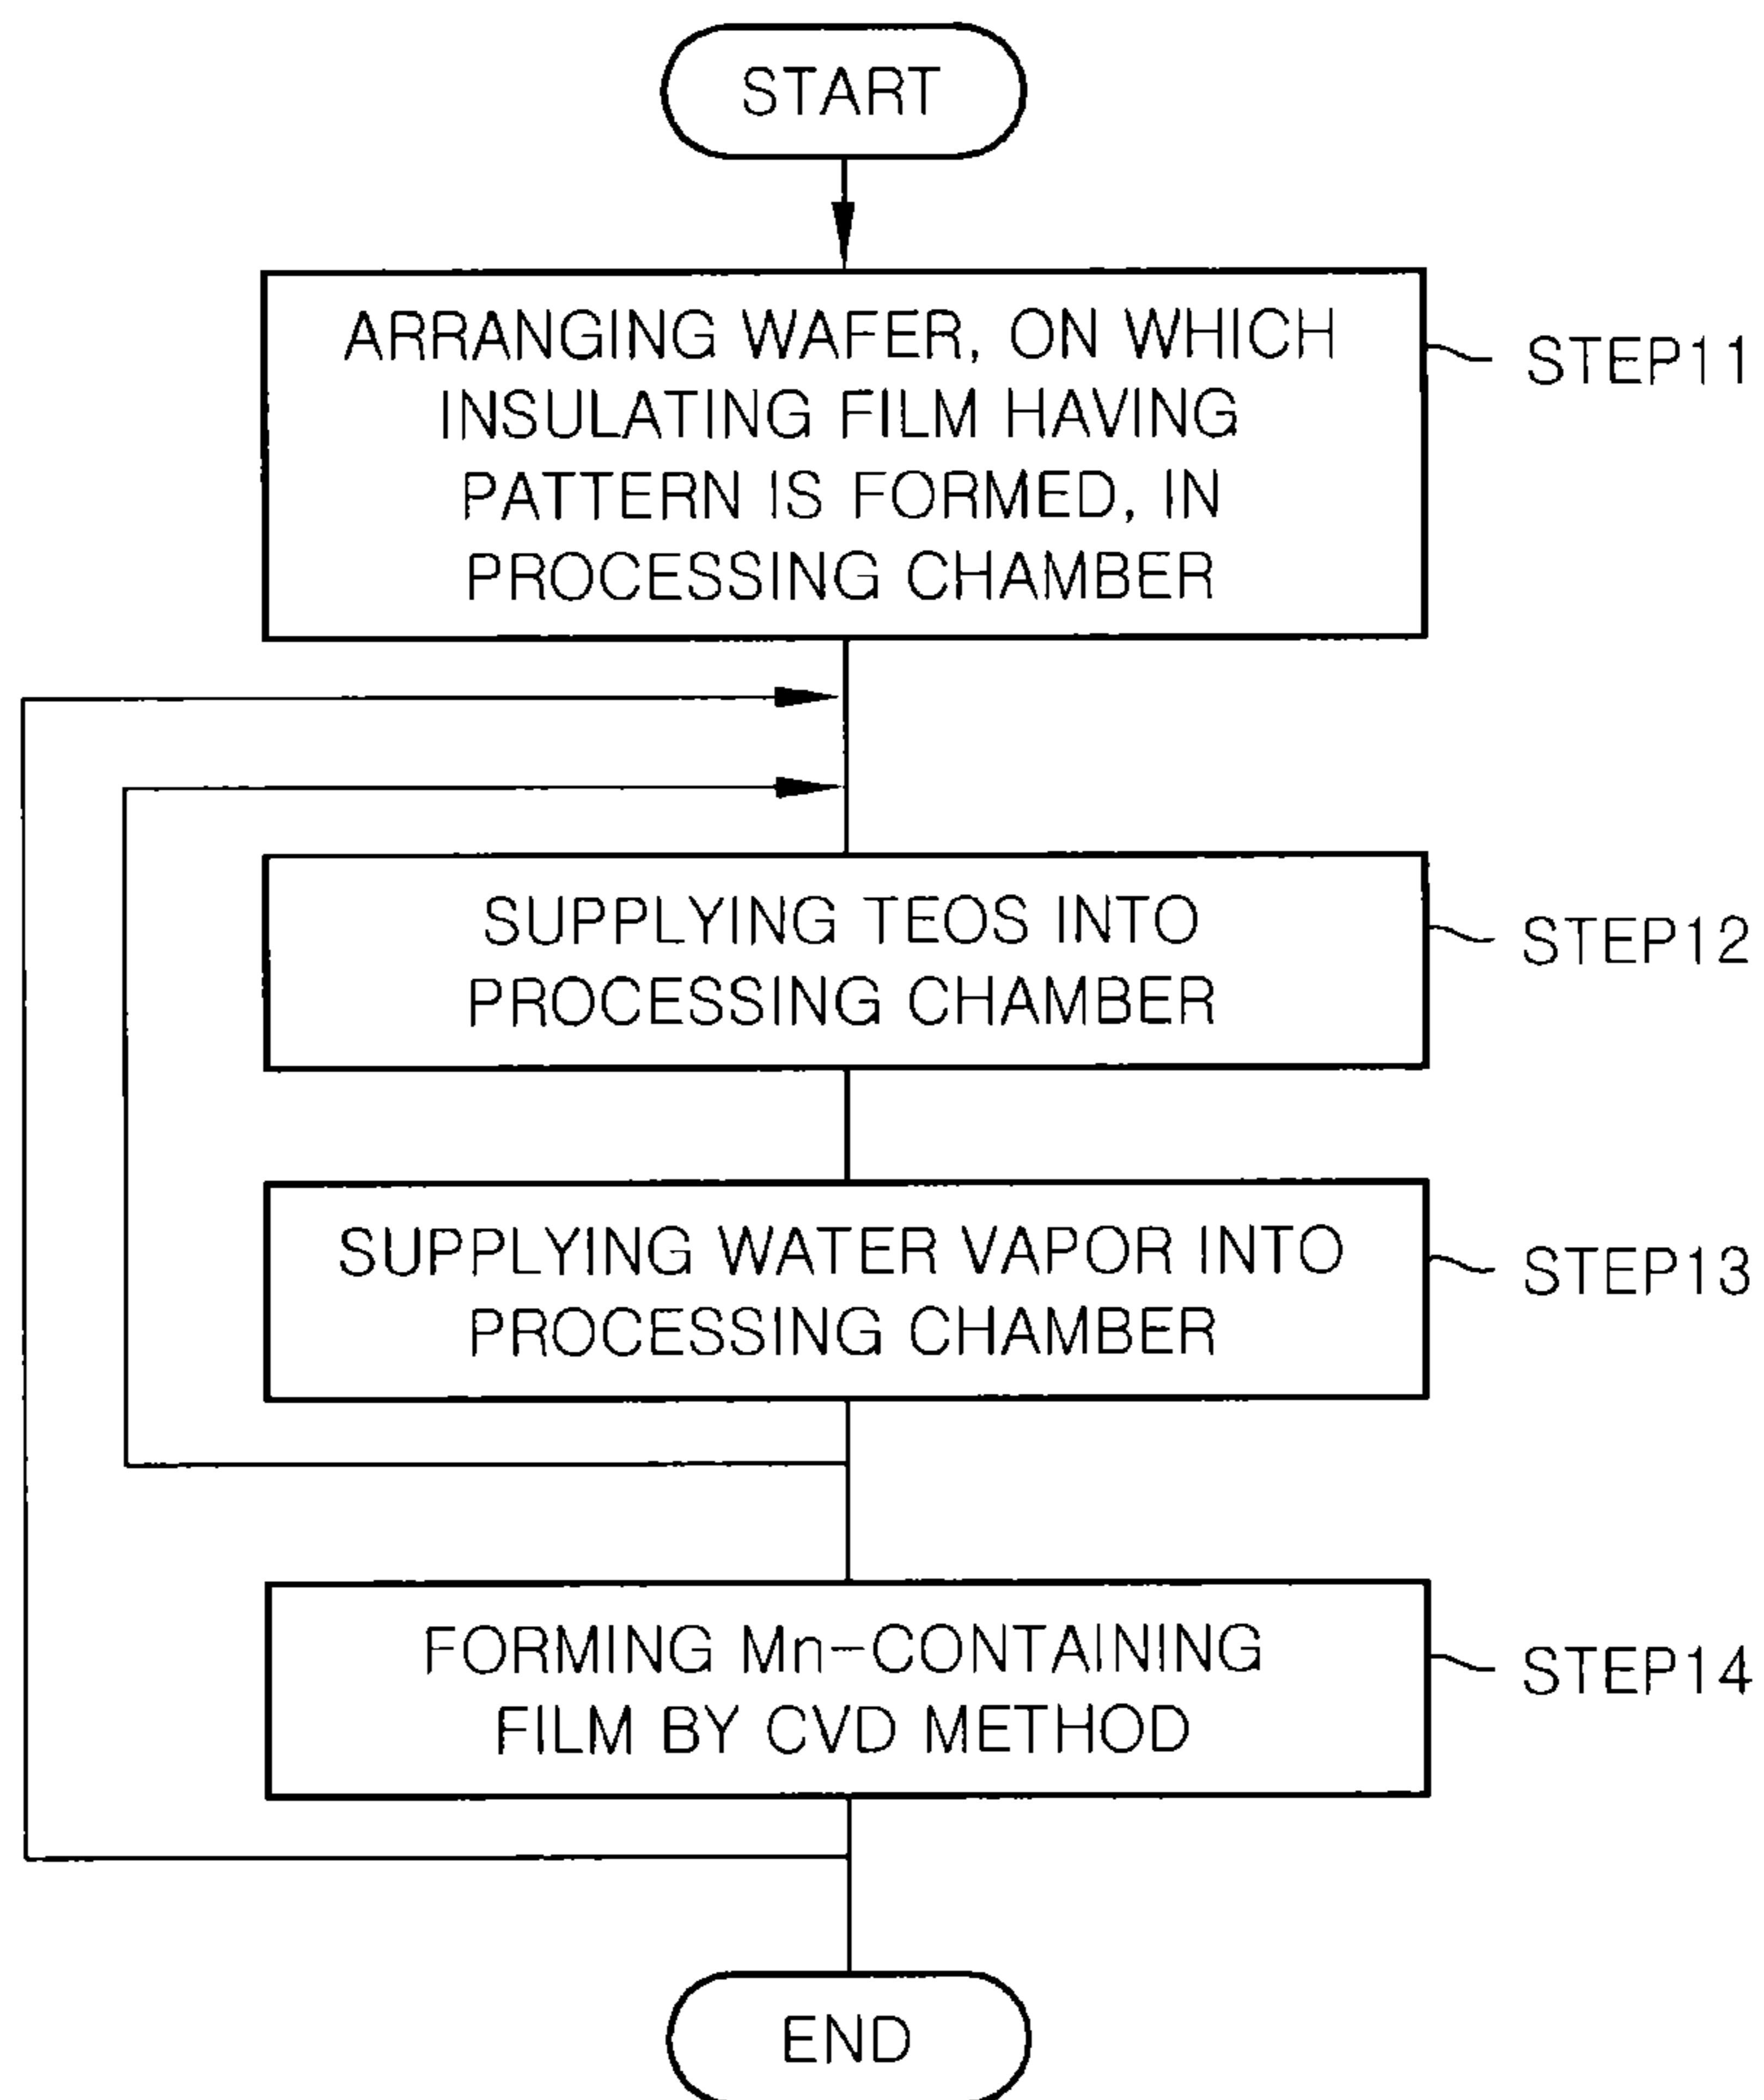 START
ARRANGING WAFER, ON WHICH
INSULATING FILM HAVING
PATTERN IS FORMED, IN
PROCESSING CHAMBER
STEP11
SUPPLYING TEOS INTO
PROCESSING CHAMBER
STEP12
SUPPLYING WATER VAPOR INTO
PROCESSING CHAMBER
STEP13
FORMING Mn-CONTAINING
FILM BY CVD METHOD
STEP14
END